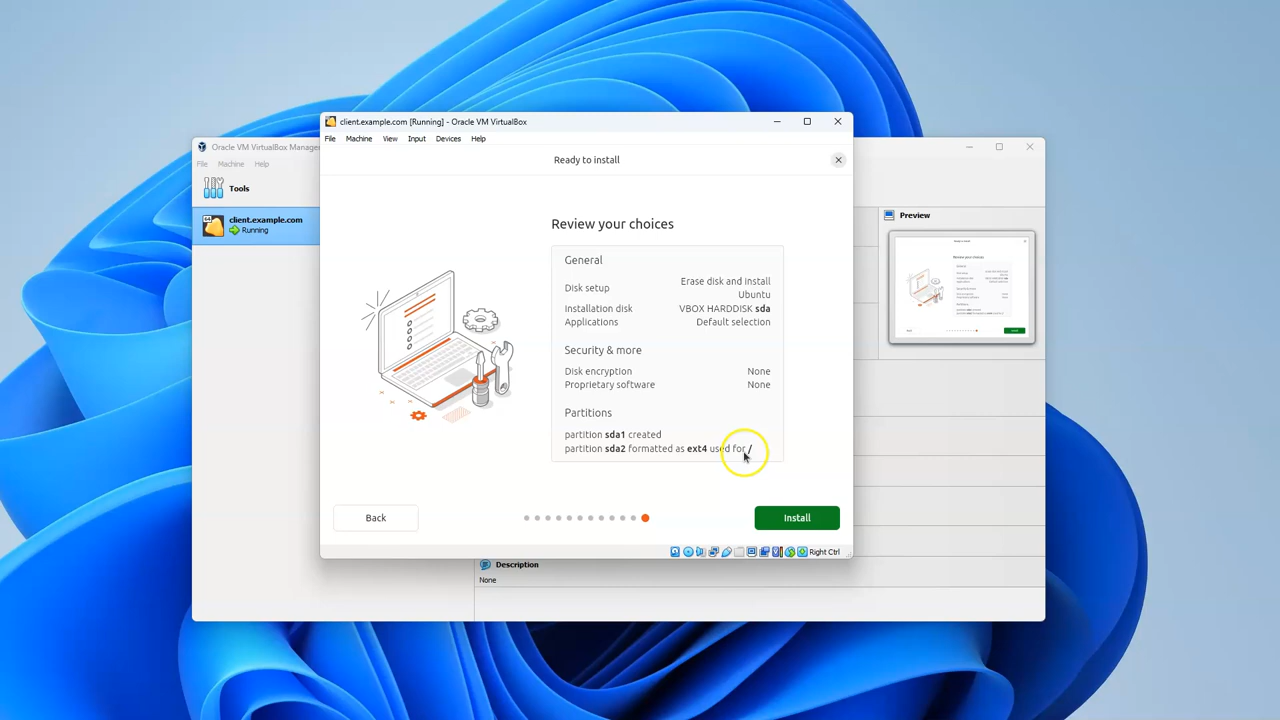 Oracle VM VirtualBox Manager
File Machine Help
Tools
client.example.com
Running
Preview
Description
None
client.example.com [Running] - Oracle VM VirtualBox
File Machine View Input Devices Help
Ready to install
Review your choices
General
Disk setup Erase disk and install
Ubuntu
Installation disk VBOX HARDDISK sda
Applications Default selection
Security & more
Disk encryption None
Proprietary software None
Partitions
partition sda1 created
partition sda2 formatted as ext4 used for /
Back
Install
Right Ctrl